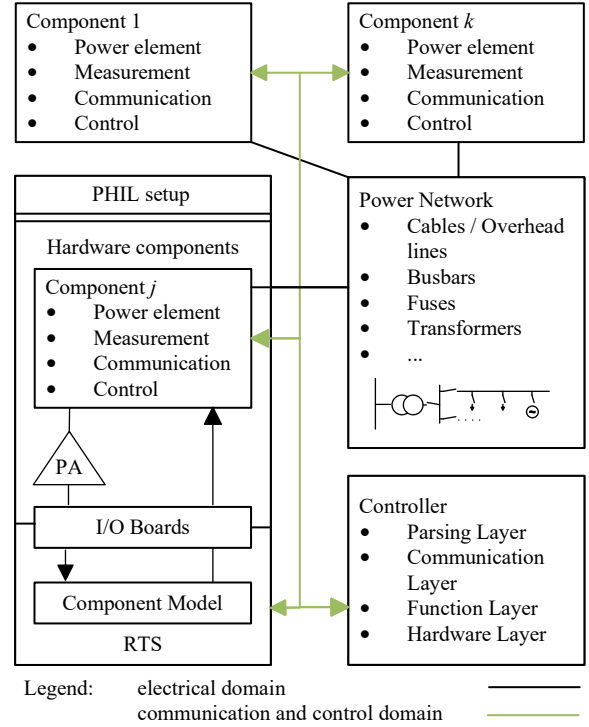 Component 1
• Power element
• Measurement
• Communication
• Control
Component k
• Power element
• Measurement
• Communication
• Control
PHIL setup
Hardware components
Component j
• Power element
• Measurement
• Communication
• Control
PA
I/O Boards
Component Model
RTS
Power Network
• Cables / Overhead
lines
• Busbars
• Fuses
• Transformers
• ...
Controller
• Parsing Layer
• Communication
Layer
• Function Layer
• Hardware Layer
Legend: electrical domain
communication and control domain